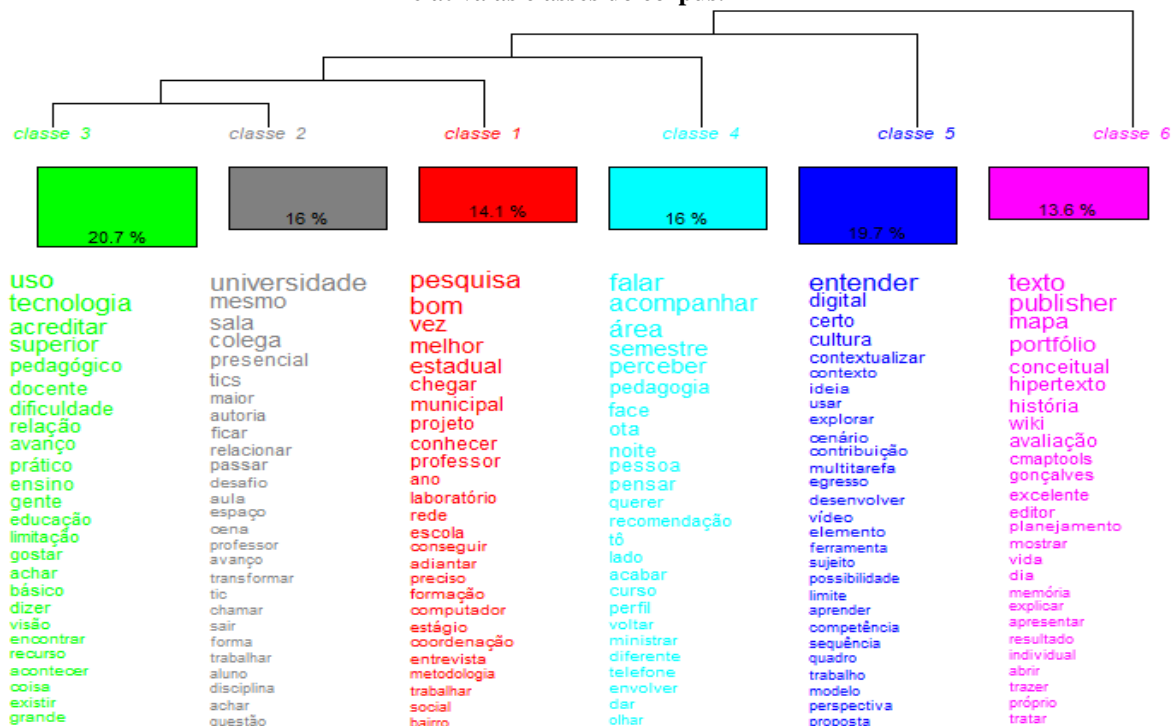 classes do corpus.
classe 3
classe 2
classe 1
classe 4
classe 5
classe 6
20.7 %
16 %
14.1 %
16 %
19.7 %
13.6 %
uso
tecnologia
acreditar
superior
pedagógico
docente
dificuldade
relação
avanço
prático
ensino
gente
educação
limitação
gostar
achar
básico
dizer
visão
encontrar
recurso
acontecer
coisa
existir
grande
universidade
mesmo
sala
colega
presencial
tics
maior
autoria
ficar
relacionar
passar
desafio
aula
espaço
cena
professor
avanço
transformar
tic
chamar
sair
forma
trabalhar
aluno
disciplina
achar
questão
pesquisa
bom
vez
melhor
estadual
chegar
municipal
projeto
conhecer
professor
ano
laboratório
rede
escola
conseguir
adiantar
preciso
formação
computador
estágio
coordenação
entrevista
metodologia
trabalhar
social
bairro
falar
acompanhar
área
semestre
perceber
pedagogia
face
ota
noite
pessoa
pensar
querer
recomendação
tô
lado
acabar
curso
perfil
voltar
ministrar
diferente
telefone
envolver
dar
olhar
entender
digital
certo
cultura
contextualizar
contexto
ideia
usar
explorar
cenário
contribuição
multitarefa
egresso
desenvolver
vídeo
elemento
ferramenta
sujeito
possibilidade
limite
aprender
competência
sequência
quadro
trabalho
modelo
perspectiva
proposta
texto
publisher
mapa
portfólio
conceitual
hipertexto
história
wiki
avaliação
cmaptools
gonçalves
excelente
editor
planejamento
mostrar
vida
dia
memória
explicar
apresentar
resultado
individual
abrir
trazer
próprio
tratar